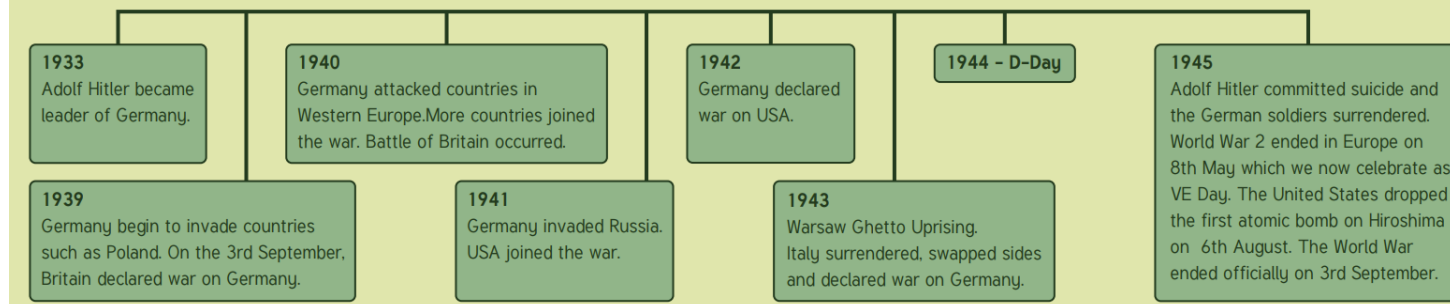 1933
Adolf Hitler became
leader of Germany.
1939
Germany begin to invade countries
such as Poland. On the 3rd September,
Britain declared war on Germany.
1940
Germany attacked countries in
Western Europe.More countries joined
the war. Battle of Britain occurred.
1941
Germany invaded Russia.
USA joined the war.
1942
Germany declared
war on USA.
1943
Warsaw Ghetto Uprising.
Italy surrendered, swapped sides
and declared war on Germany.
1944 - D-Day
1945
Adolf Hitler committed suicide and
the German soldiers surrendered.
World War 2 ended in Europe on
8th May which we now celebrate as
VE Day. The United States dropped
the first atomic bomb on Hiroshima
on 6th August. The World War
ended officially on 3rd September.